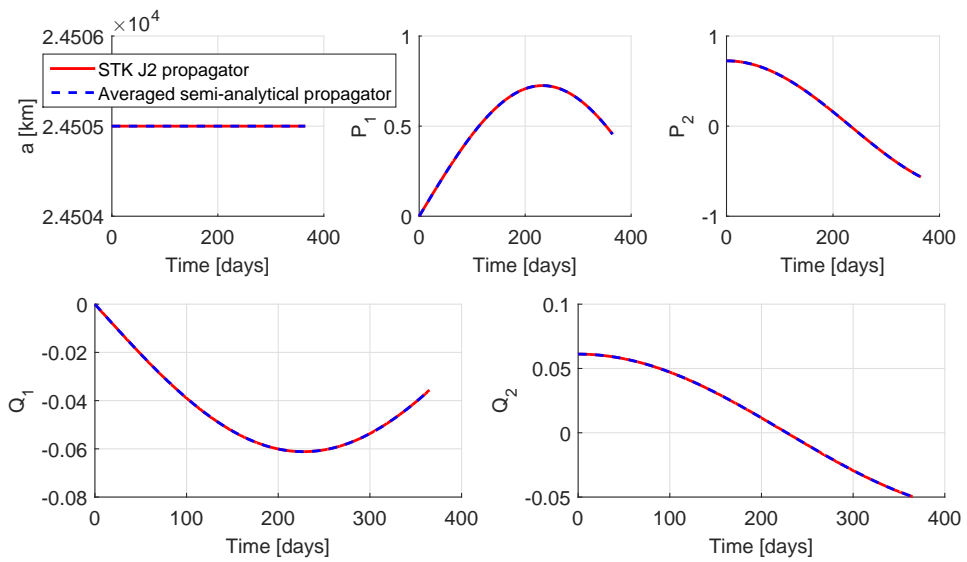 ×10^4
2.4506
2.4505
2.4504
a [km]
STK J2 propagator
Averaged semi-analytical propagator
0 200 400
Time [days]
1
0.5
0
P_1
0 200 400
Time [days]
1
0
-1
P_2
0 200 400
Time [days]
0
-0.02
-0.04
-0.06
-0.08
Q_1
0 100 200 300 400
Time [days]
0.1
0.05
0
-0.05
Q_2
0 100 200 300 400
Time [days]